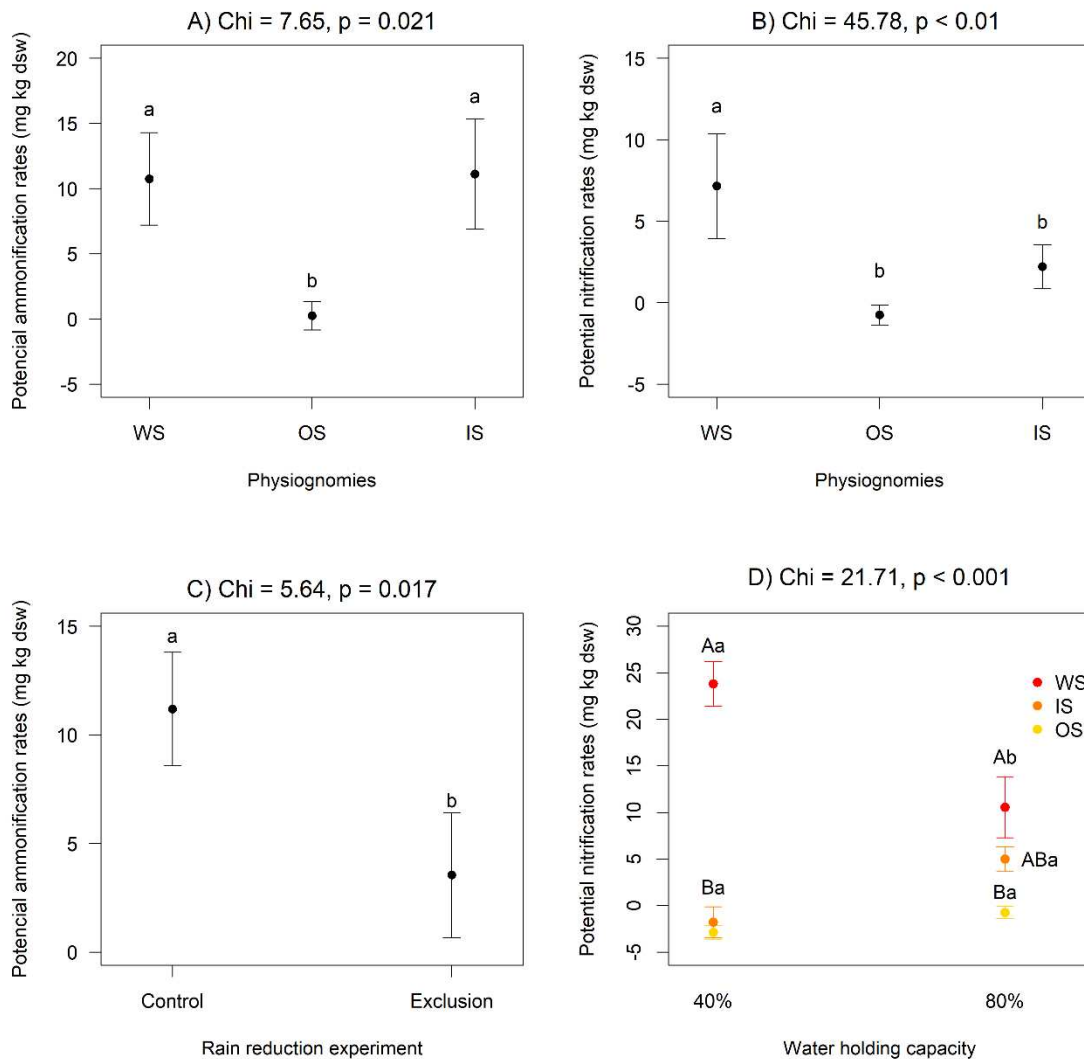 A) Chi = 7.65, p = 0.021
Potencial ammonification rates (mg kg dsw)
20
15
10
5
0
-5
a
b
a
WS
OS
IS
Physiognomies
B) Chi = 45.78, p < 0.01
Potential nitrification rates (mg kg dsw)
15
10
5
0
-5
a
b
b
WS
OS
IS
Physiognomies
C) Chi = 5.64, p = 0.017
Potencial ammonification rates (mg kg dsw)
15
10
5
0
a
b
Control
Exclusion
Rain reduction experiment
D) Chi = 21.71, p < 0.001
Potential nitrification rates (mg kg dsw)
30
25
20
15
10
5
0
-5
Aa
Ba
Ab
ABa
Ba
WS
IS
OS
40%
80%
Water holding capacity